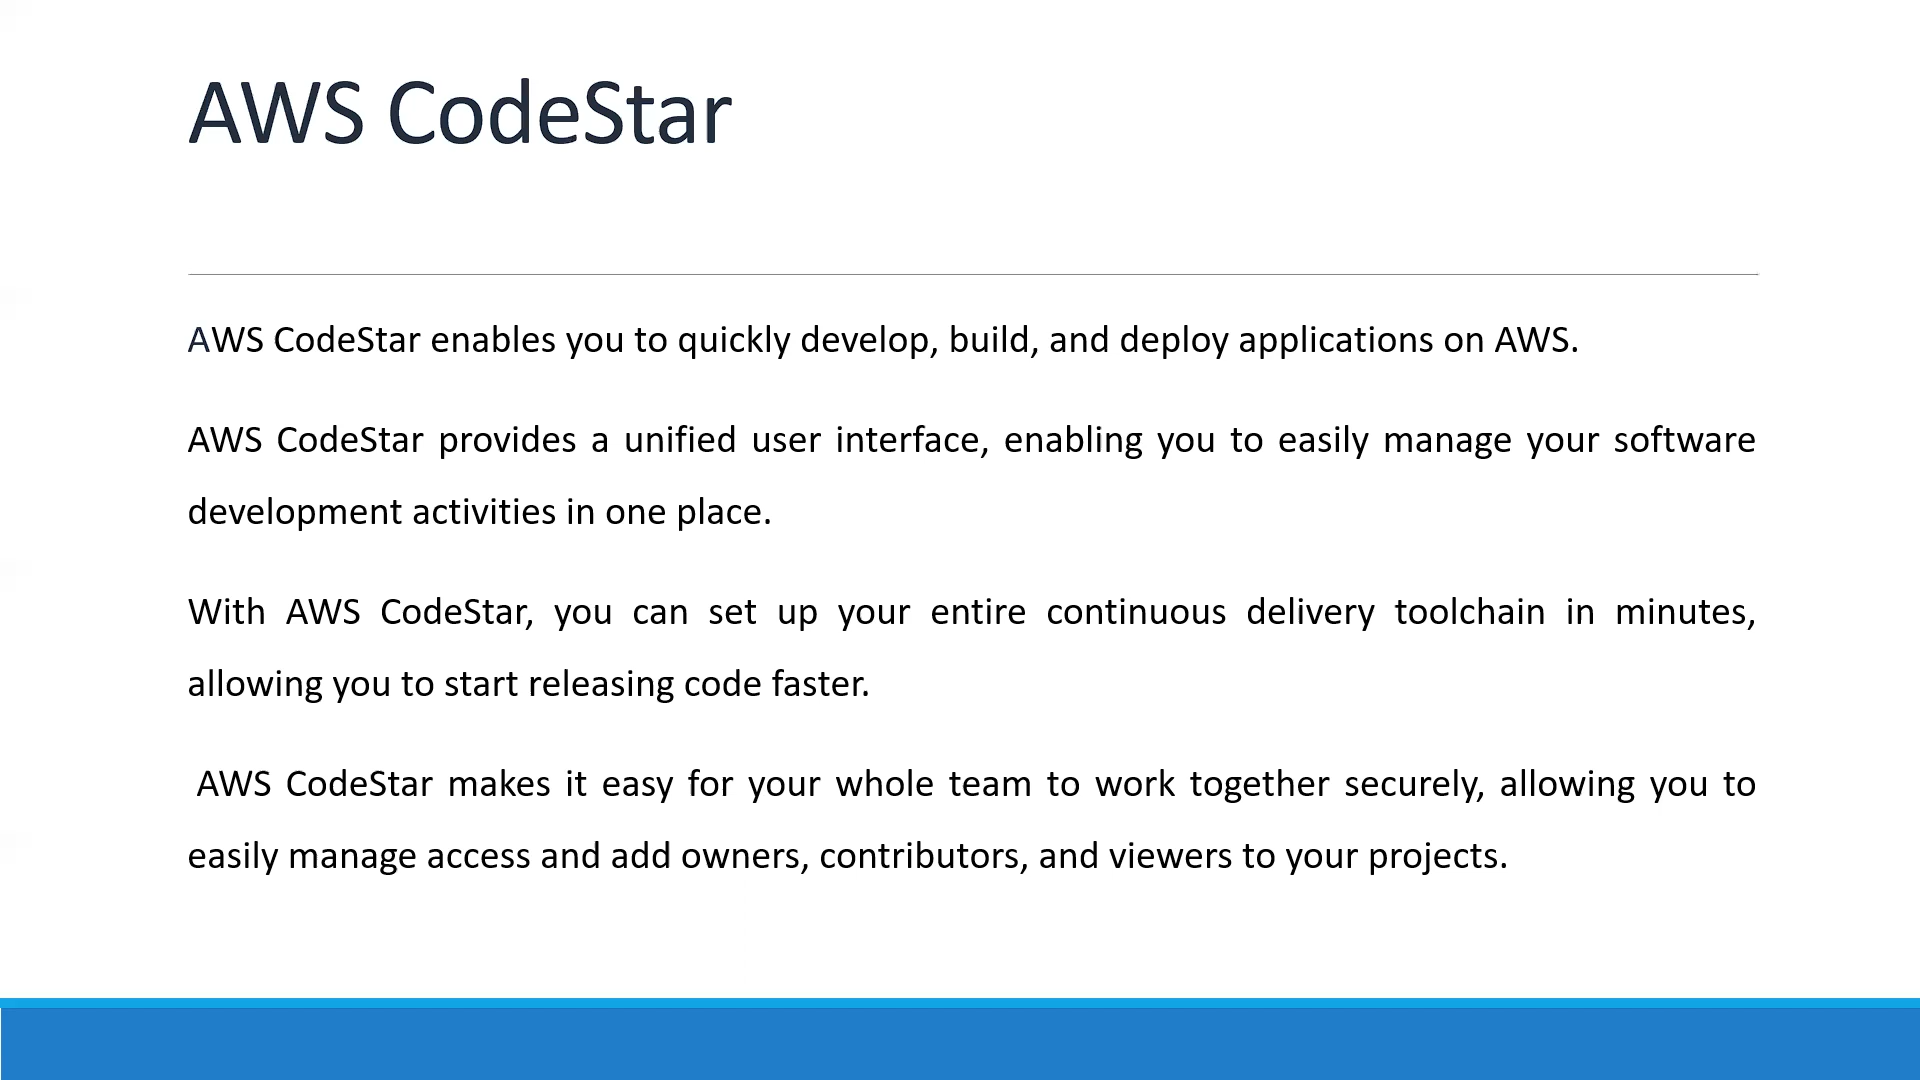 AWS CodeStar
AWS CodeStar enables you to quickly develop, build, and deploy applications on AWS.
AWS CodeStar provides a unified user interface, enabling you to easily manage your software
development activities in one place.
With AWS CodeStar, you can set up your entire continuous delivery toolchain in minutes,
allowing you to start releasing code faster.
AWS CodeStar makes it easy for your whole team to work together securely, allowing you to
easily manage access and add owners, contributors, and viewers to your projects.